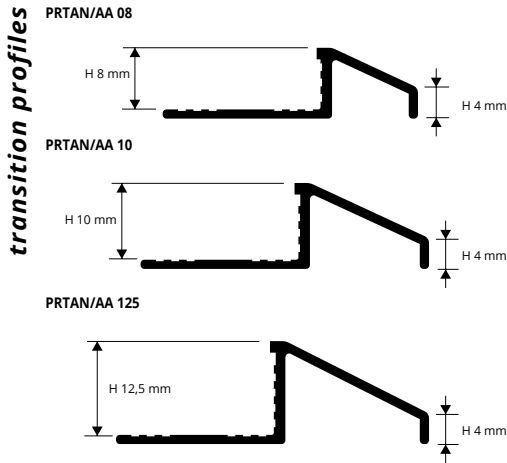 transition profiles
PRTAN/AA 08
H 8 mm
H 4 mm
PRTAN/AA 10
H 10 mm
H 4 mm
PRTAN/AA 125
H 12,5 mm
H 4 mm